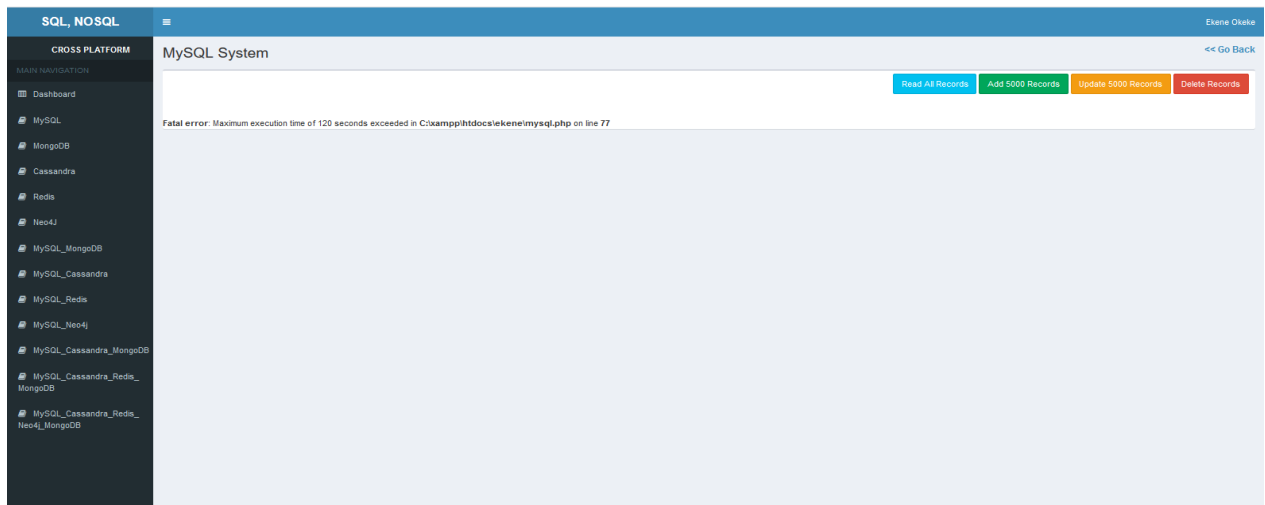 SQL, NOSQL
Ekene Okeke
CROSS PLATFORM
MySQL System
<< Go Back
MAIN NAVIGATION
Read All Records
Add 5000 Records
Update 5000 Records
Delete Records
Dashboard
MySQL
Fatal error: Maximum execution time of 120 seconds exceeded in C:\xampp\htdocs\ekene\mysql.php on line 77
MongoDB
Cassandra
Redis
Neo4J
MySQL_MongoDB
MySQL_Cassandra
MySQL_Redis
MySQL_Neo4j
MySQL_Cassandra_MongoDB
MySQL_Cassandra_Redis_
MongoDB
MySQL_Cassandra_Redis_
Neo4j_MongoDB